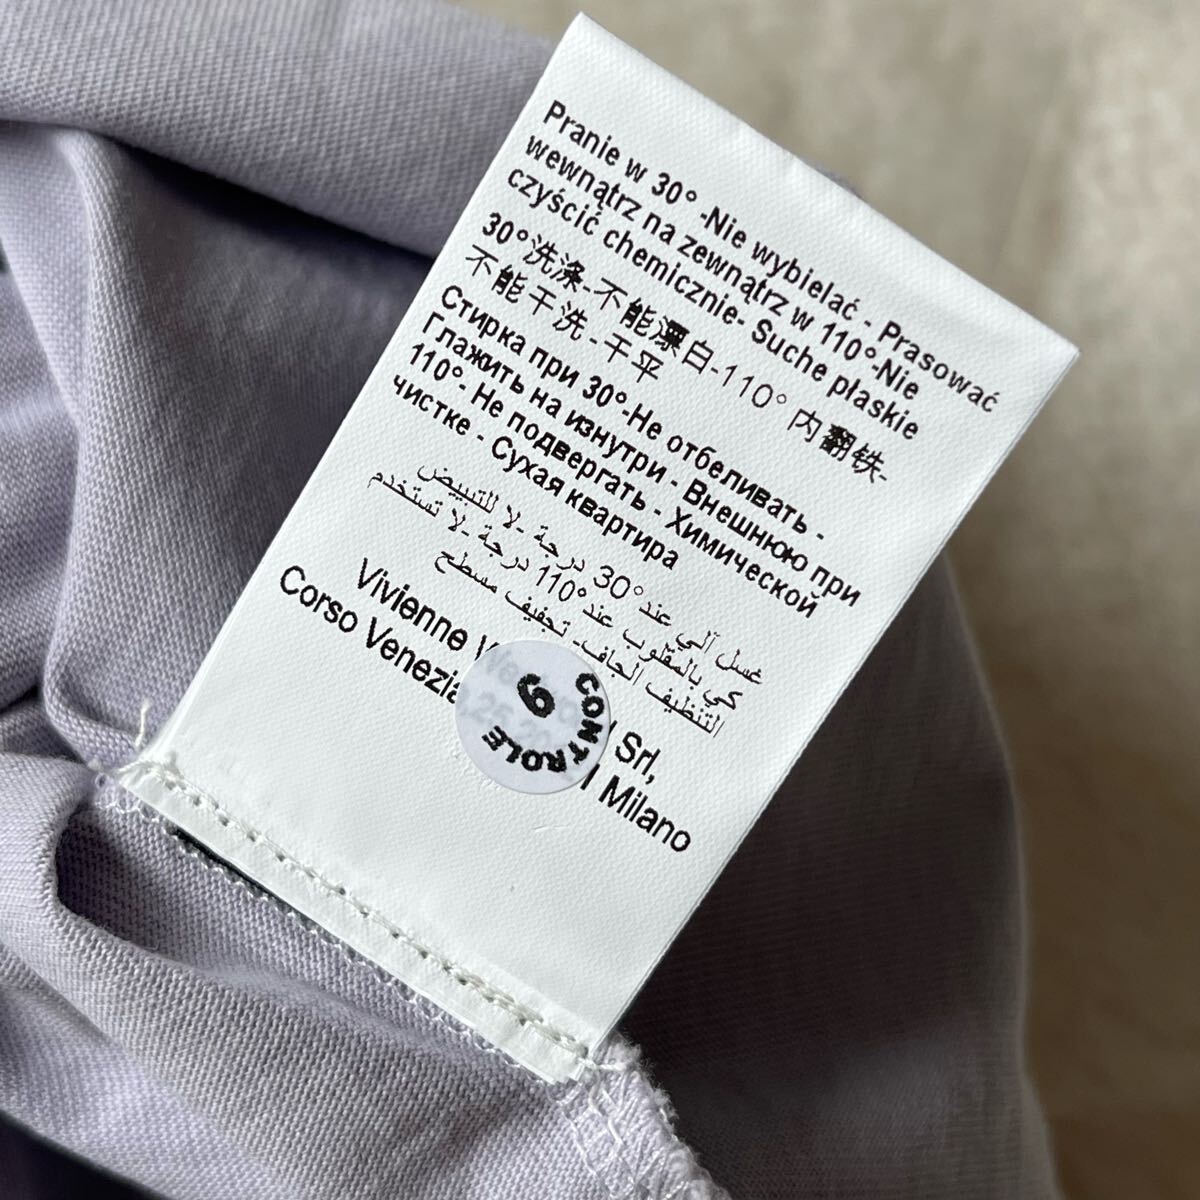 Pranie w 30° -Nie wybielać - Prasować
wewnątrz na zewnątrz w 110°-Nie
czyścić chemicznie- Suche płaskie
30°洗涤-不能漂白-110° 内翻铁-
不能干洗-干平
Стирка при 30°-Не отбеливать -
Глажить на изнутри - Внешнюю при
110°- Не подвергать - Химической
чистке - Сухая квартира
غسل آلي عند°30 درجة -لا للتبييض
كي بالمقلوب عند°110 درجة -لا تستخدم
التنظيف الجاف- تجفيف مسطح
Vivienne Srl,
Corso Venezia Milano
CONTROLE
6